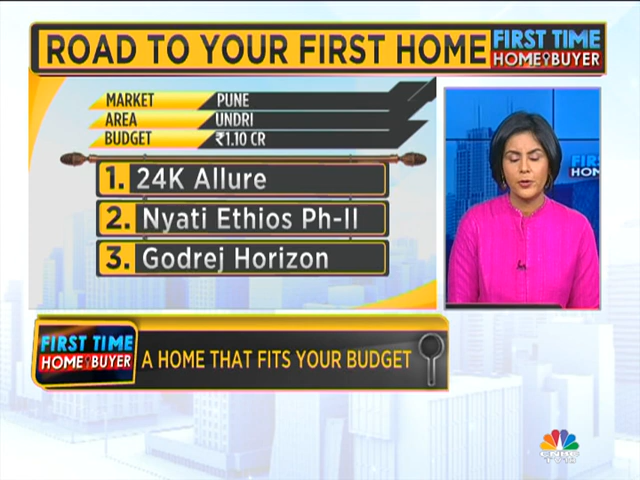 ROAD TO YOUR FIRST HOME
FIRST TIME
HOME BUYER
MARKET PUNE
AREA UNDRI
BUDGET ₹1.10 CR
1. 24K Allure
2. Nyati Ethios Ph-II
3. Godrej Horizon
FIRST
HOME
FIRST TIME
HOME BUYER
A HOME THAT FITS YOUR BUDGET
CNBC
TV18